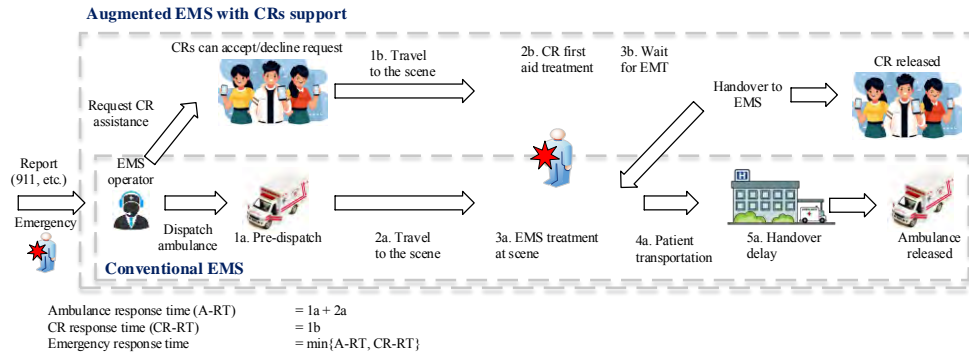 Augmented EMS with CRs support
CRs can accept/decline request
1b. Travel
to the scene
2b. CR first
aid treatment
3b. Wait
for EMT
CR released
Request CR
assistance
Handover to
EMS
Report
(911, etc.)
Emergency
EMS
operator
H
Dispatch
ambulance
1a. Pre-dispatch
2a. Travel
to the scene
3a. EMS treatment
at scene
4a. Patient
transportation
5a. Handover
delay
Ambulance
released
Conventional EMS
Ambulance response time (A-RT) = 1a + 2a
CR response time (CR-RT) = 1b
Emergency response time = min{A-RT, CR-RT}